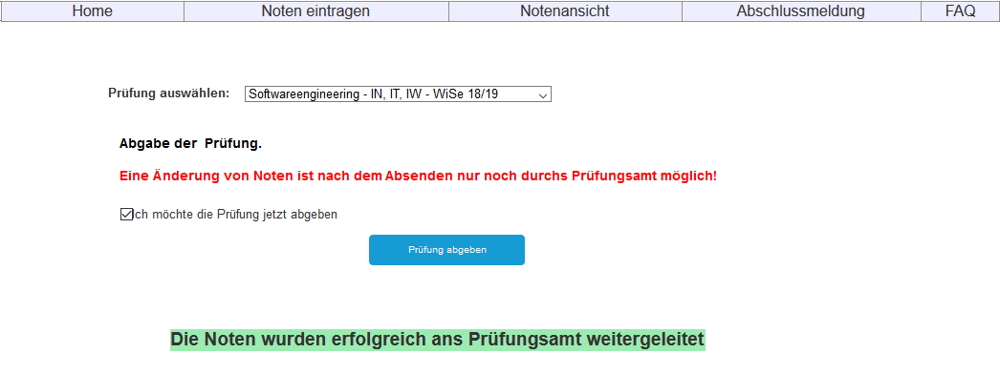 Home Noten eintragen Notenansicht Abschlussmeldung FAQ
Prüfung auswählen: Softwareengineering - IN, IT, IW - WiSe 18/19
Abgabe der Prüfung.
Eine Änderung von Noten ist nach dem Absenden nur noch durchs Prüfungsamt möglich!
Ich möchte die Prüfung jetzt abgeben
Prüfung abgeben
Die Noten wurden erfolgreich ans Prüfungsamt weitergeleitet